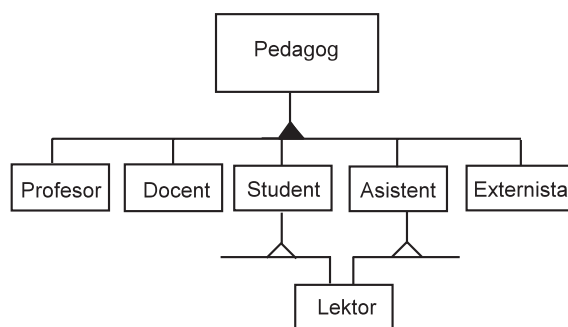 Pedagog
Profesor
Docent
Student
Asistent
Externista
Lektor